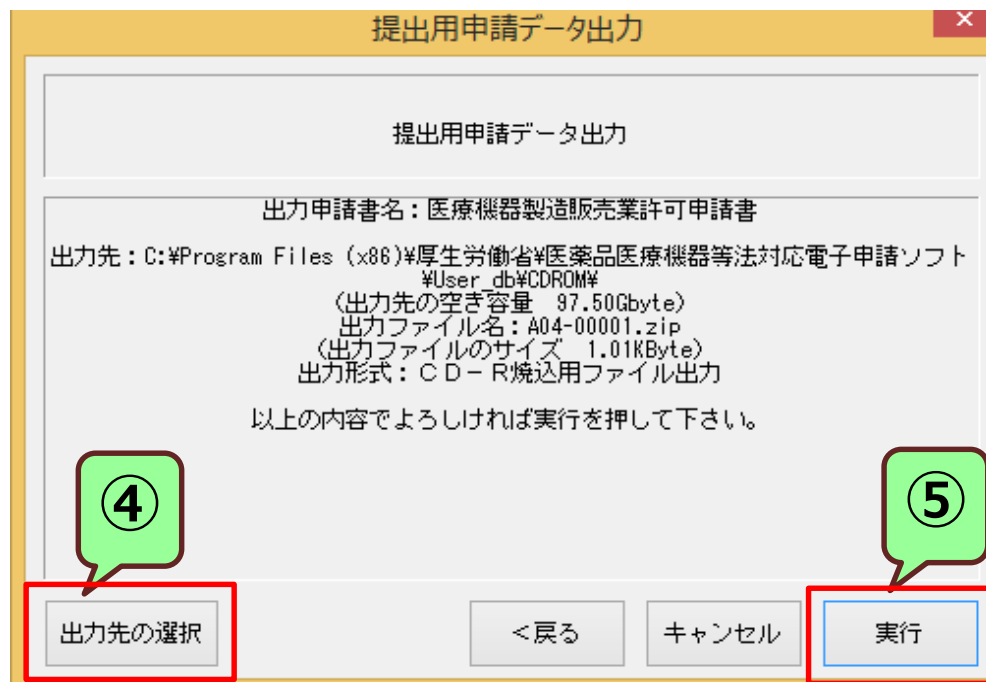 提出用申請データ出力
×
提出用申請データ出力
出力申請書名：医療機器製造販売業許可申請書
出力先：C:¥Program Files (x86)¥厚生労働省¥医薬品医療機器等法対応電子申請ソフト
¥User_db¥CDROM¥
(出力先の空き容量　97.50Gbyte)
出力ファイル名：A04-00001.zip
(出力ファイルのサイズ　1.01KByte)
出力形式：ＣＤ－Ｒ焼込用ファイル出力
以上の内容でよろしければ実行を押して下さい。
④
⑤
出力先の選択
＜戻る
キャンセル
実行